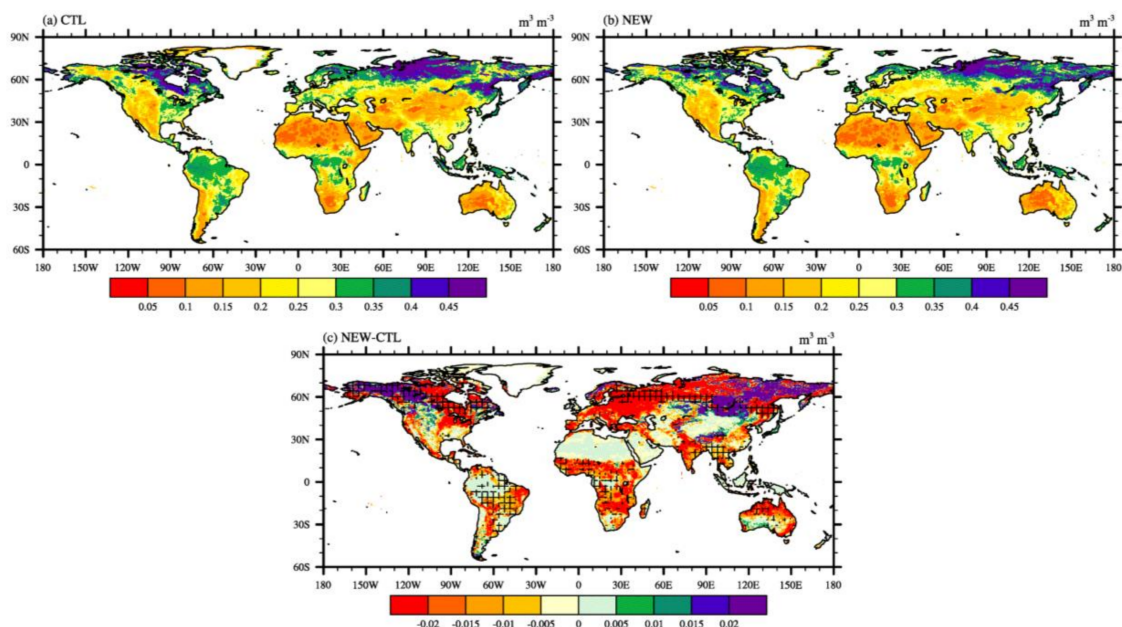 (a) CTL m³ m⁻³
90N
60N
30N
0
30S
60S
180 150W 120W 90W 60W 30W 0 30E 60E 90E 120E 150E 180
0.05 0.1 0.15 0.2 0.25 0.3 0.35 0.4 0.45
(b) NEW m³ m⁻³
90N
60N
30N
0
30S
60S
180 150W 120W 90W 60W 30W 0 30E 60E 90E 120E 150E 180
0.05 0.1 0.15 0.2 0.25 0.3 0.35 0.4 0.45
(c) NEW-CTL m³ m⁻³
90N
60N
30N
0
30S
60S
180 150W 120W 90W 60W 30W 0 30E 60E 90E 120E 150E 180
-0.02 -0.015 -0.01 -0.005 0 0.005 0.01 0.015 0.02